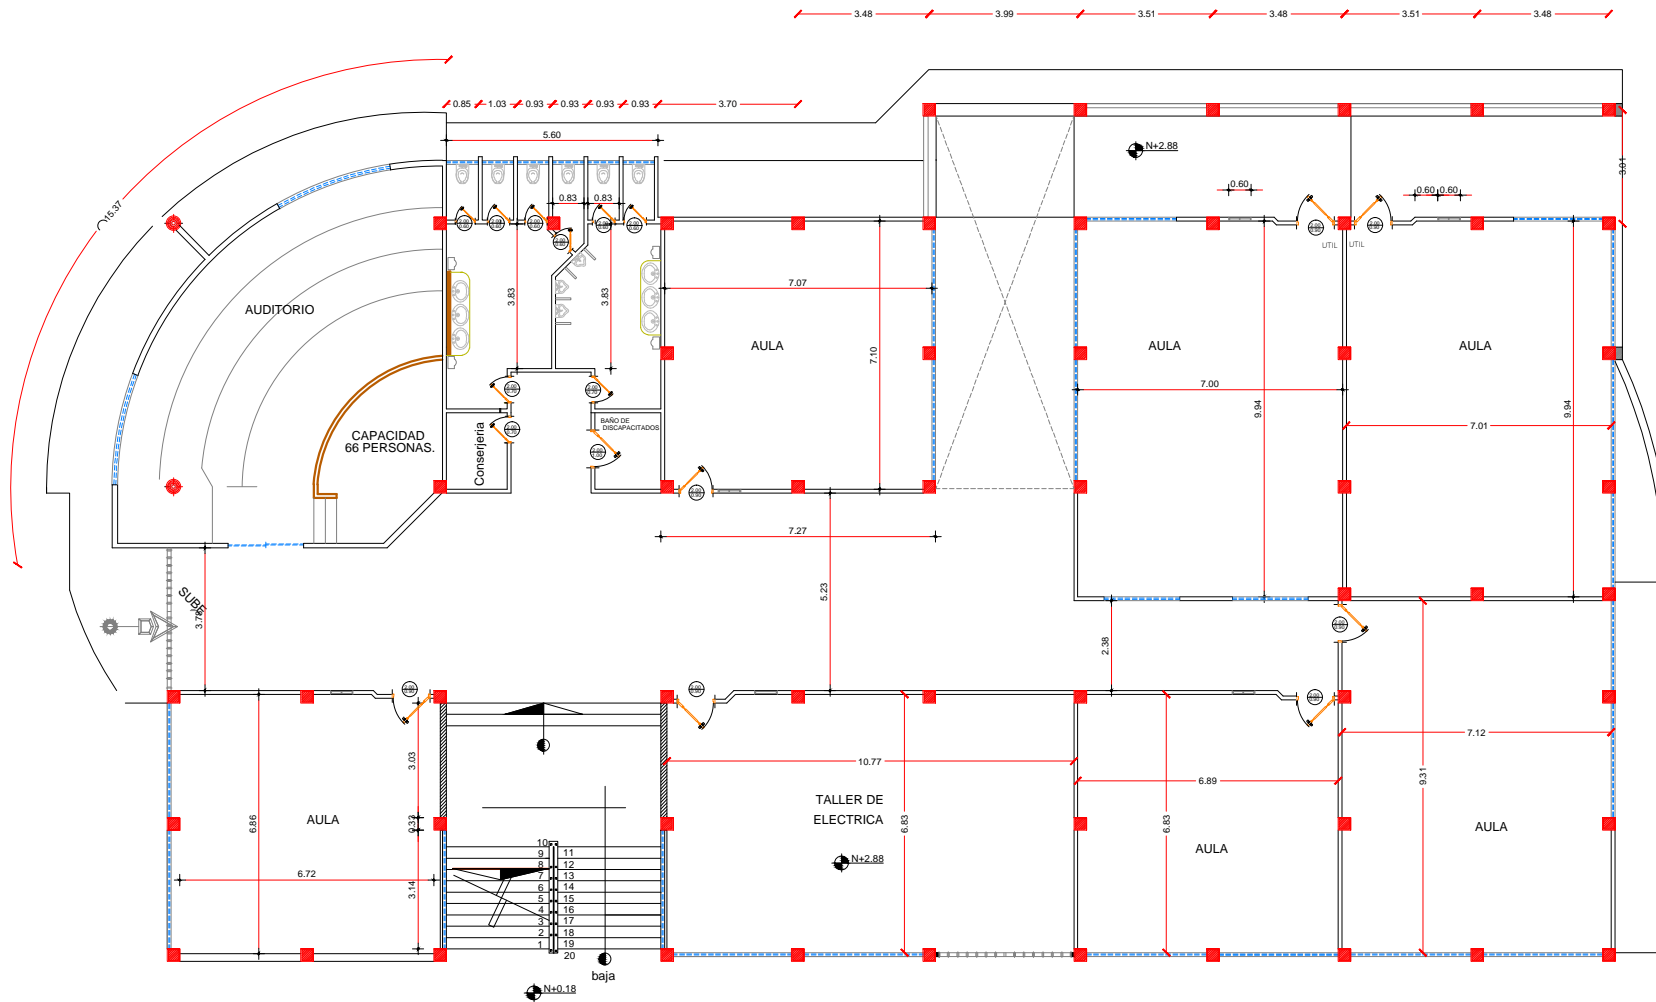 3.48
3.99
3.51
3.48
3.51
3.48
0.85
1.03
0.93
0.93
0.93
0.93
3.70
5.60
15.37
N+2.88
3.01
0.60
0.60
0.60
0.83
0.83
UTIL
UTIL
AUDITORIO
3.83
3.83
7.07
7.10
AULA
AULA
AULA
7.00
9.94
9.94
7.01
CAPACIDAD
66 PERSONAS.
Conserjeria
BAÑO DE
DISCAPACITADOS
7.27
5.23
SUBE
2.38
3.03
7.12
10.77
6.89
9.31
TALLER DE
ELECTRICA
6.86
AULA
6.83
6.83
AULA
AULA
N+2.88
6.72
3.14
10
9
8
7
6
5
4
3
2
1
11
12
13
14
15
16
17
18
19
20
baja
N+0.18